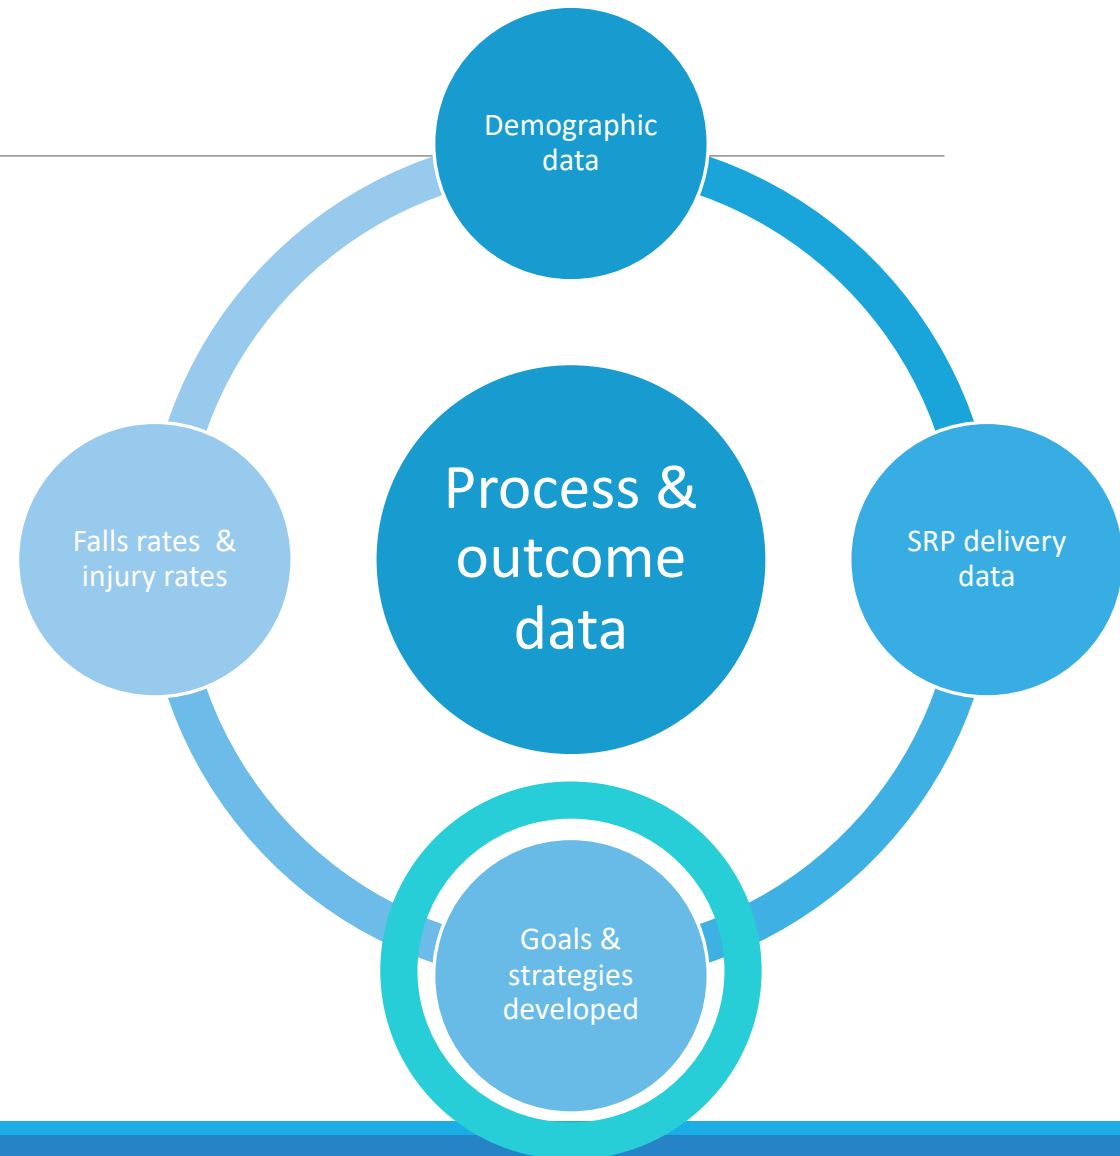 Demographic
data
Process &
outcome
data
Falls rates  &
injury rates
SRP delivery
data
Goals &
strategies
developed